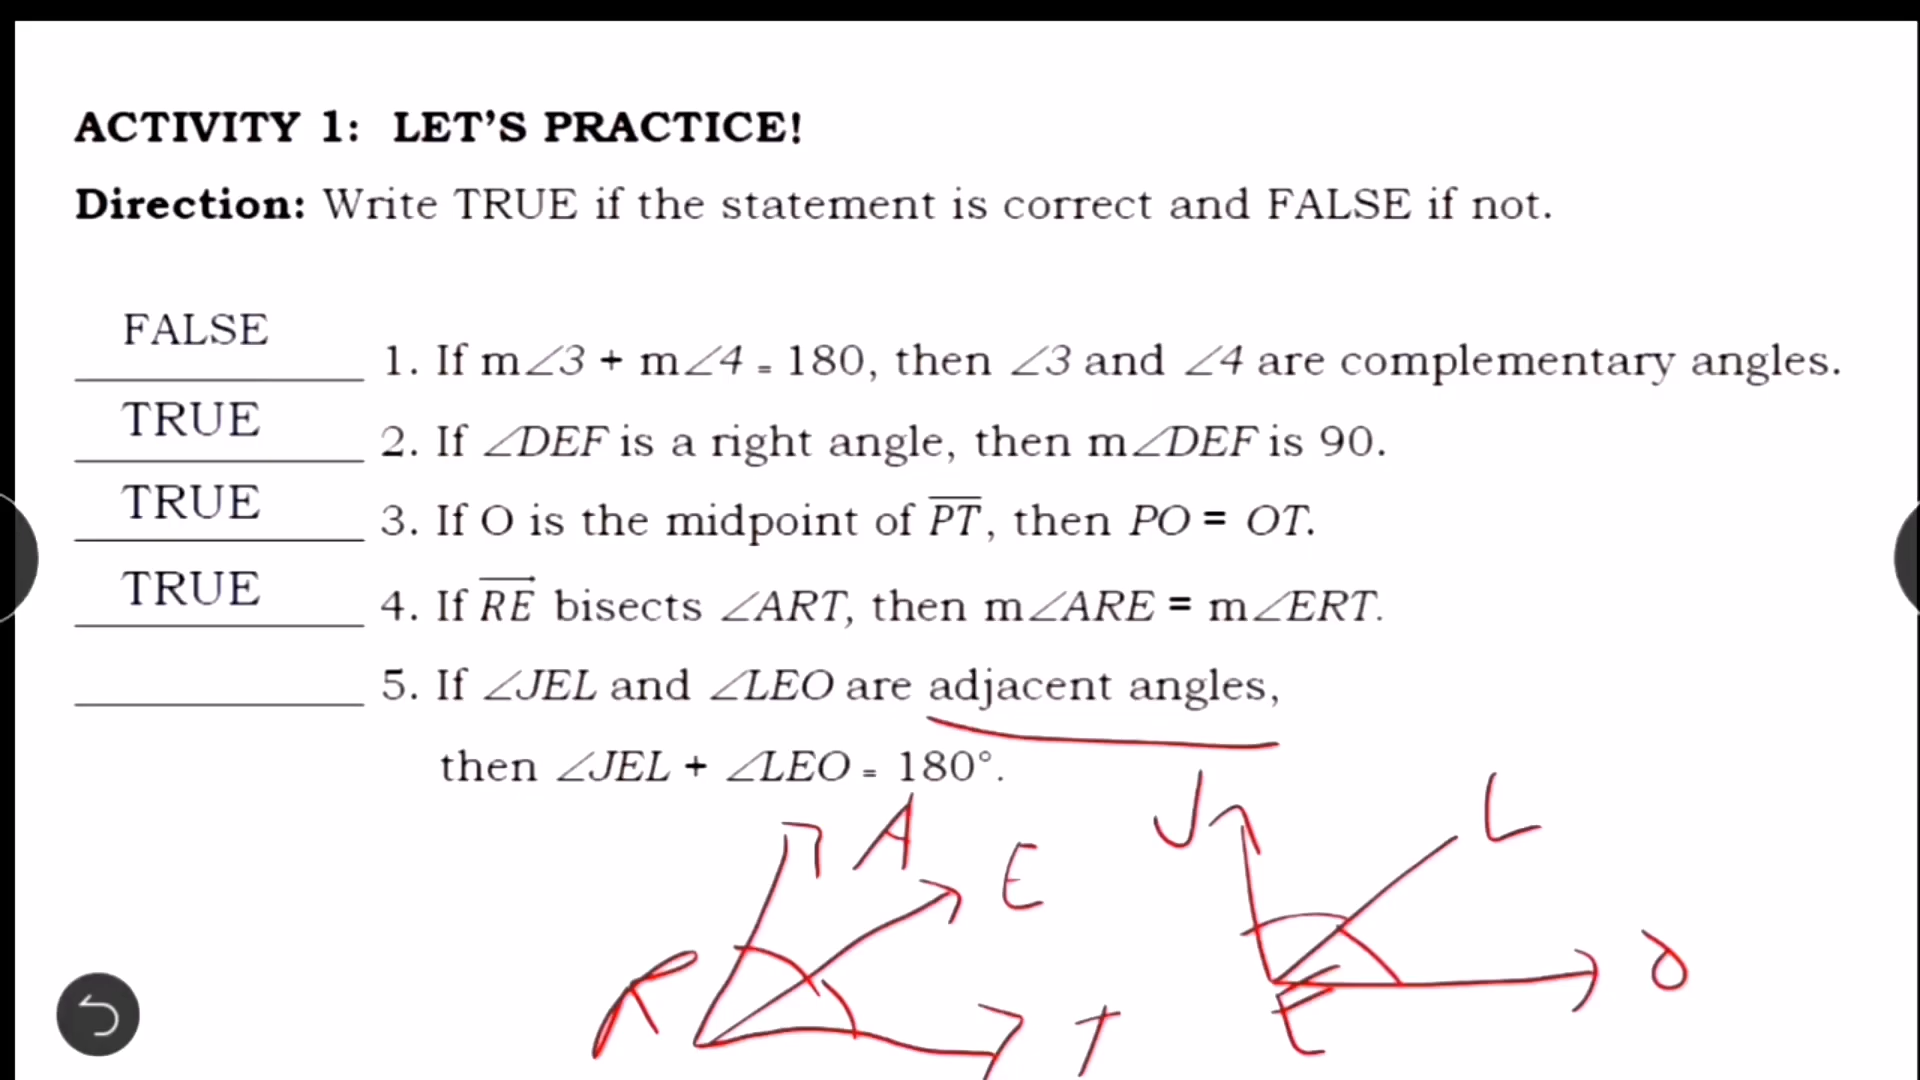 ACTIVITY 1: LET'S PRACTICE!
Direction: Write TRUE if the statement is correct and FALSE if not.
FALSE 1. If m∠3 + m∠4 = 180, then ∠3 and ∠4 are complementary angles.
TRUE 2. If ∠DEF is a right angle, then m∠DEF is 90.
TRUE 3. If O is the midpoint of P̅T̅, then PO = OT.
TRUE 4. If R⃗E⃗ bisects ∠ART, then m∠ARE = m∠ERT.
5. If ∠JEL and ∠LEO are adjacent angles,
then ∠JEL + ∠LEO = 180°.
A E J L
R T E O